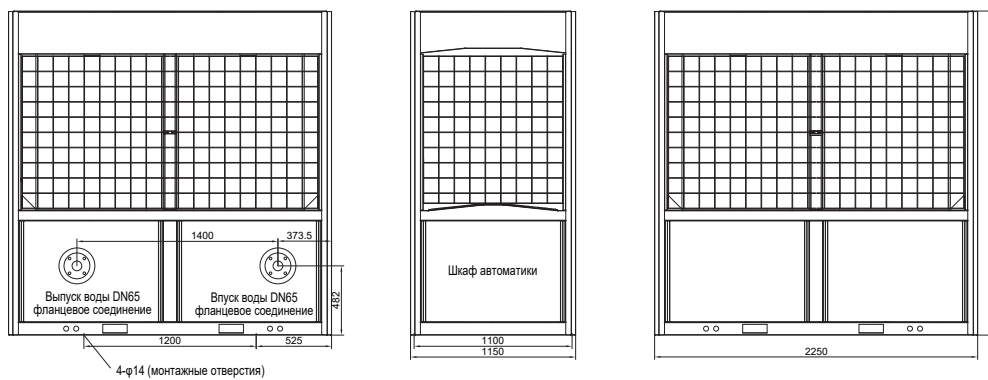 1400
373.5
482
Выпуск воды DN65
фланцевое соединение
Впуск воды DN65
фланцевое соединение
1200
525
4-φ14 (монтажные отверстия)
Шкаф автоматики
1100
1150
2250